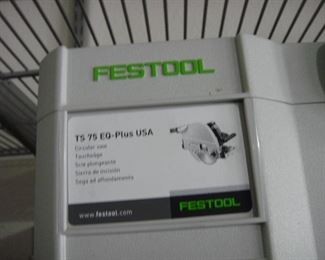 FESTOOL
TS 75 EQ-Plus USA
Circular saw
Tauchsäge
Scie plongeante
Sierra de incisión
Sega ad affondamento
www.festool.com
FESTOOL